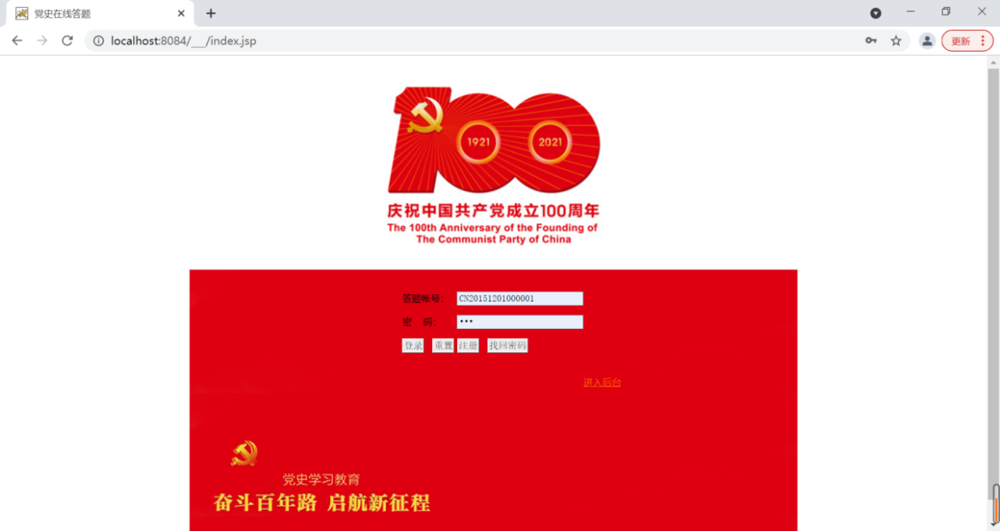 党史在线答题
localhost:8084/___/index.jsp
更新
1921
2021
庆祝中国共产党成立100周年
The 100th Anniversary of the Founding of
The Communist Party of China
答题帐号： CN20151201000001
密 码: •••
登录 重置 注册 找回密码
进入后台
党史学习教育
奋斗百年路 启航新征程